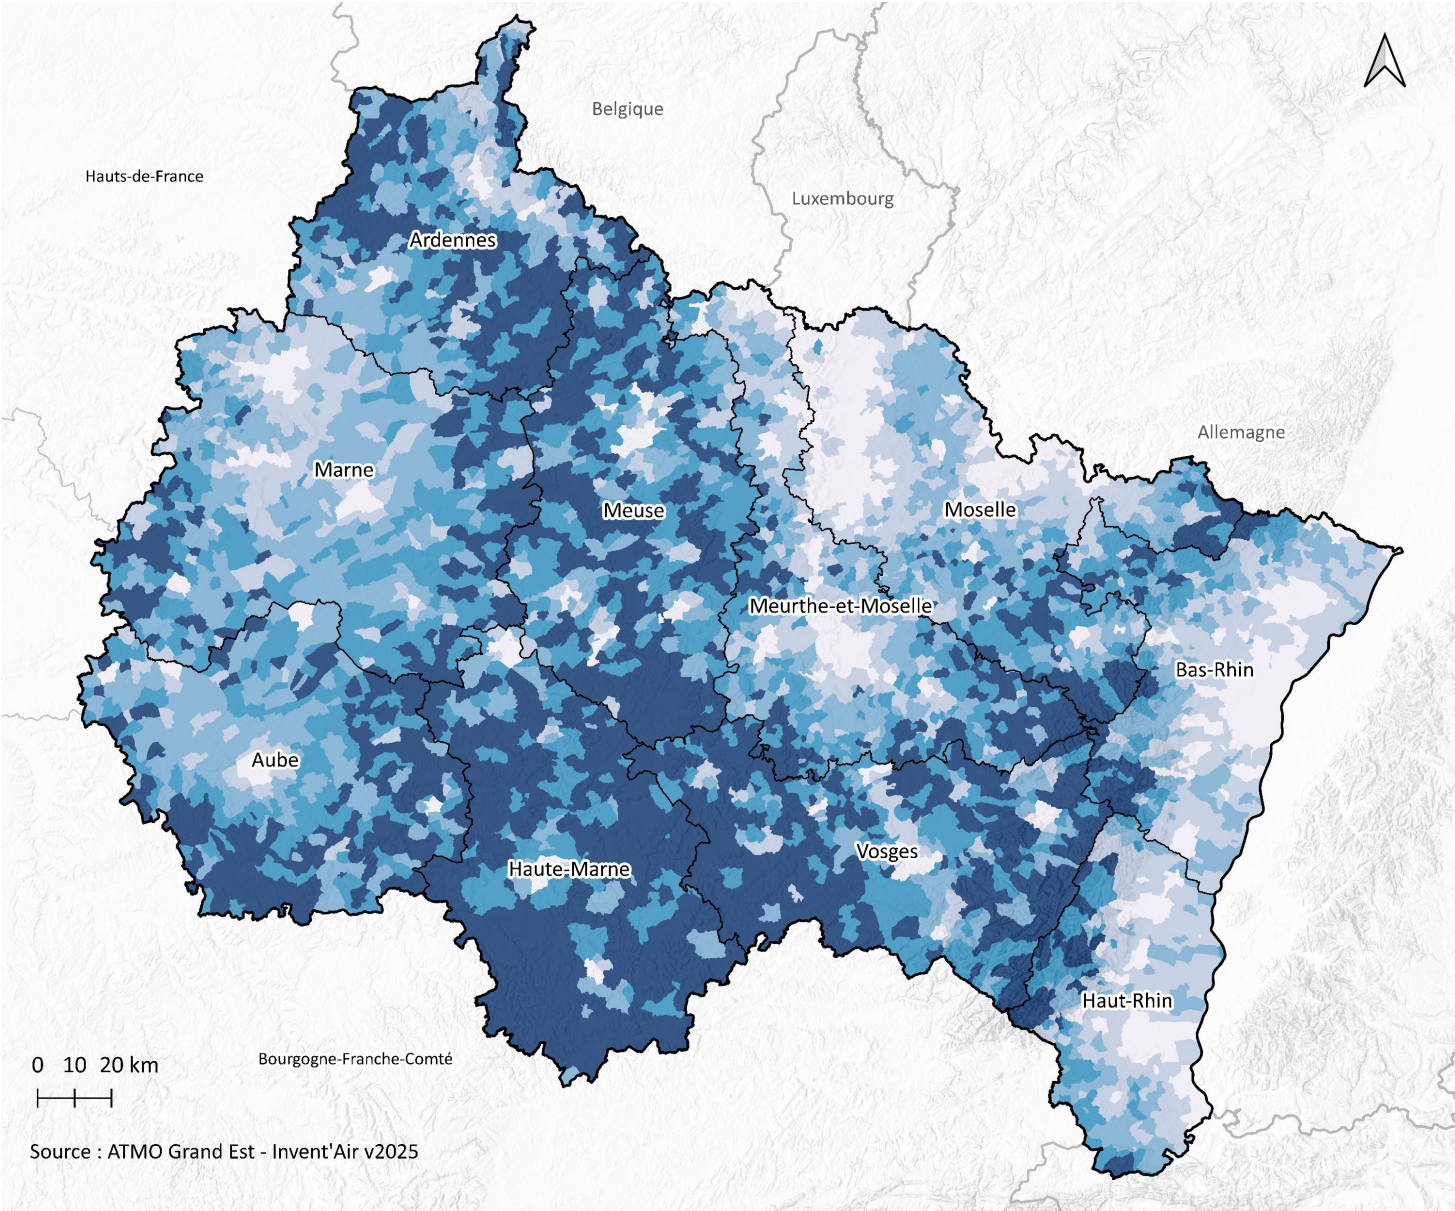 Belgique
Hauts-de-France
Luxembourg
Ardennes
Allemagne
Marne
Meuse
Moselle
Meurthe-et-Moselle
Bas-Rhin
Aube
Vosges
Haute-Marne
Haut-Rhin
Bourgogne-Franche-Comté
0 10 20 km
Source : ATMO Grand Est - Invent'Air v2025